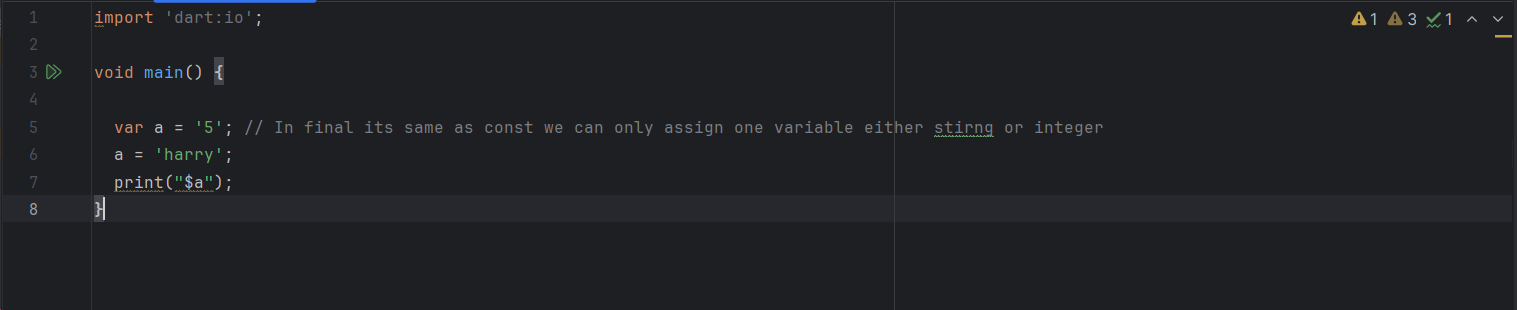 1 import 'dart:io';
2
3 void main() {
4
5 var a = '5'; // In final its same as const we can only assign one variable either stirng or integer
6 a = 'harry';
7 print("$a");
8 }
1 3 1